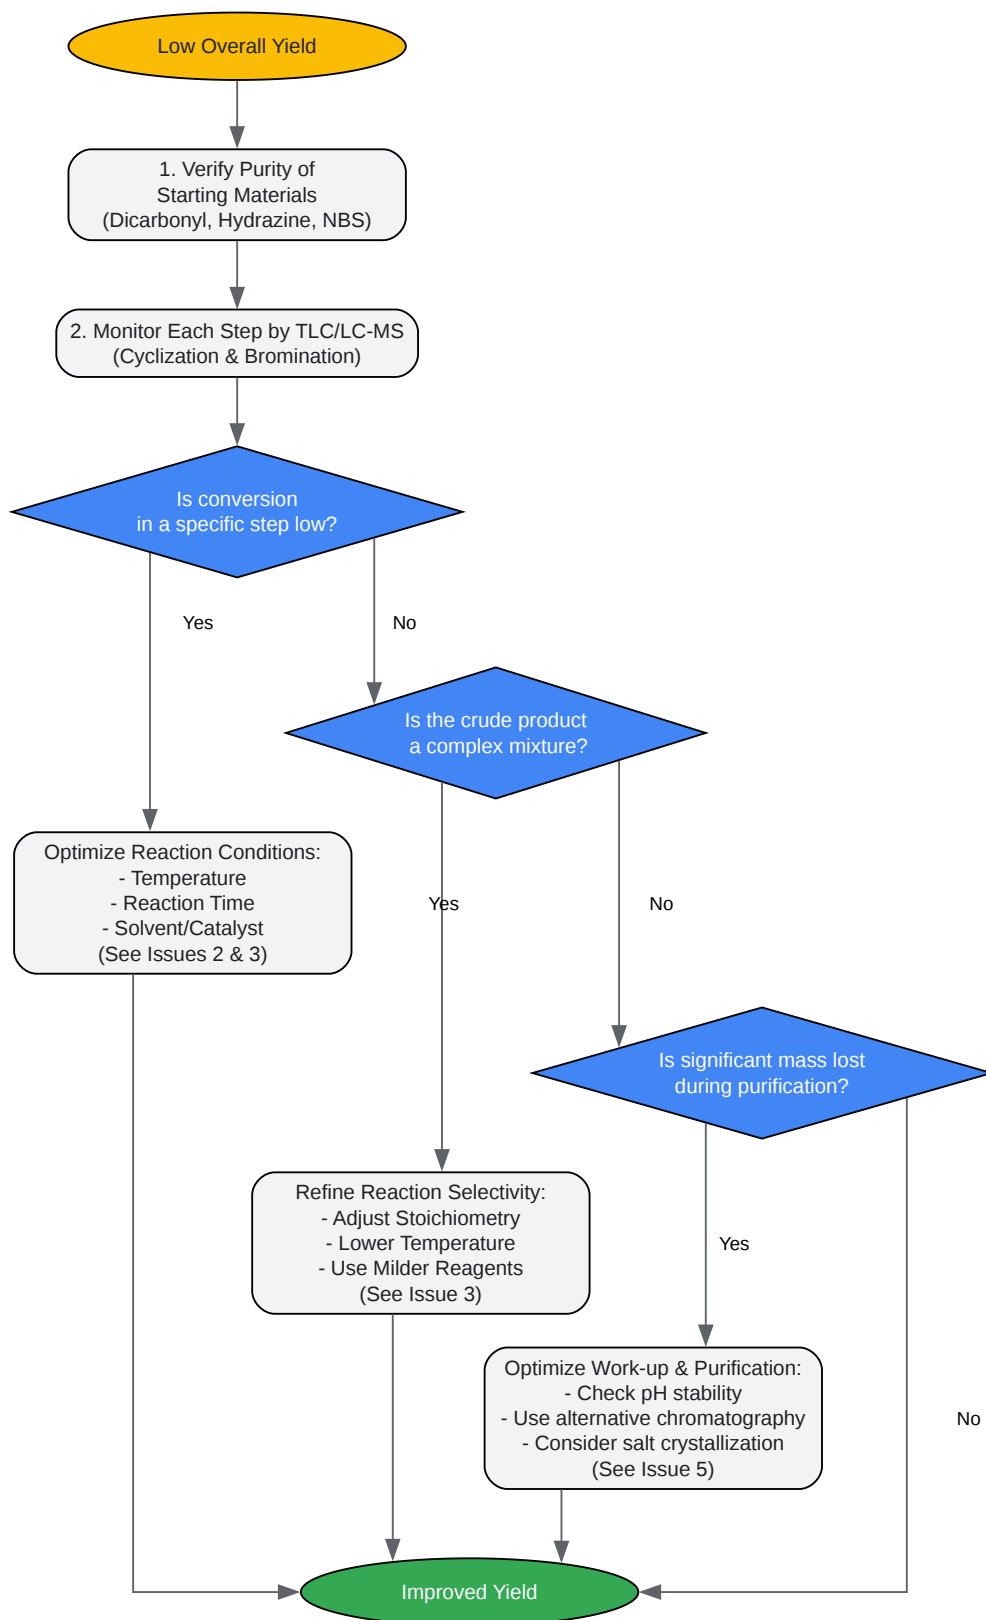 Low Overall Yield
1. Verify Purity of
Starting Materials
(Dicarbonyl, Hydrazine, NBS)
2. Monitor Each Step by TLC/LC-MS
(Cyclization & Bromination)
Is conversion
in a specific step low?
Yes
No
Is the crude product
a complex mixture?
Optimize Reaction Conditions:
- Temperature
- Reaction Time
- Solvent/Catalyst
(See Issues 2 & 3)
Yes
No
Is significant mass lost
during purification?
Refine Reaction Selectivity:
- Adjust Stoichiometry
- Lower Temperature
- Use Milder Reagents
(See Issue 3)
Yes
Optimize Work-up & Purification:
- Check pH stability
- Use alternative chromatography
- Consider salt crystallization
(See Issue 5)
No
Improved Yield